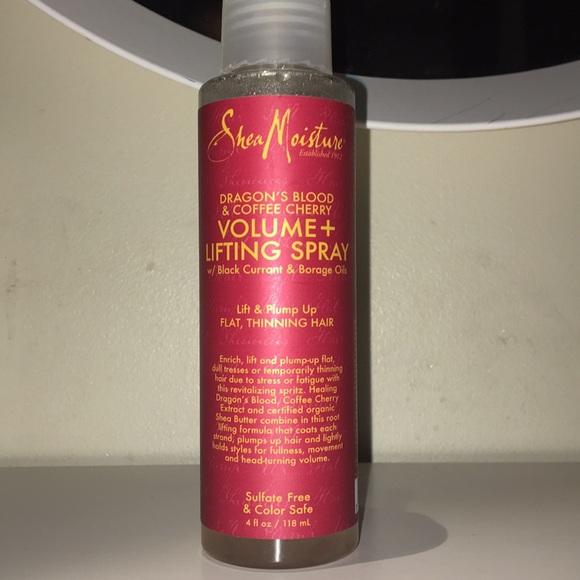 SheaMoisture
Established 1912
DRAGON'S BLOOD
& COFFEE CHERRY
VOLUME+
LIFTING SPRAY
w/ Black Currant & Borage Oils
Lift & Plump Up
FLAT, THINNING HAIR
Enrich, lift and plump-up flat,
dull tresses or temporarily thinning
hair due to stress or fatigue with
this revitalizing spritz. Healing
Dragon's Blood, Coffee Cherry
Extract and certified organic
Shea Butter combine in this root
lifting formula that coats each
strand, plumps up hair and lightly
holds styles for fullness, movement
and head-turning volume.
Sulfate Free
& Color Safe
4 fl oz / 118 mL